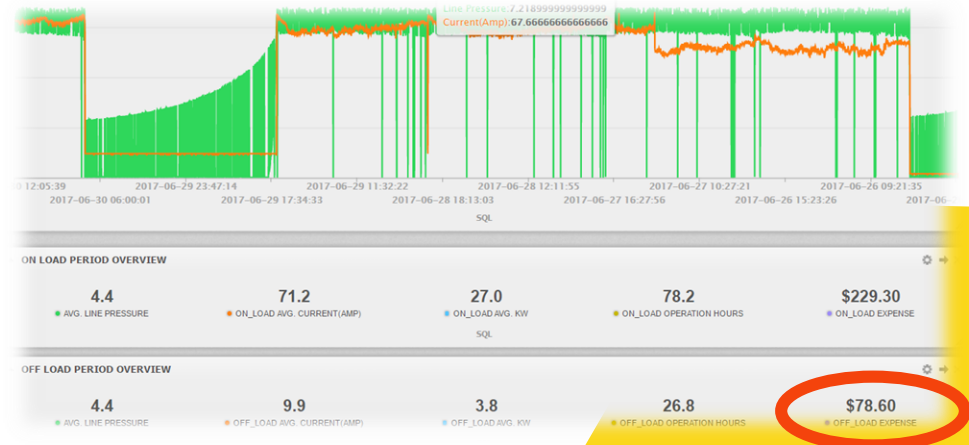 Line Pressure:7.218999999999999
Current(Amp):67.66666666666666
12:05:39 2017-06-29 23:47:14 2017-06-29 11:32:22 2017-06-28 12:11:55 2017-06-27 10:27:21 2017-06-26 09:21:35
2017-06-30 06:00:01 2017-06-29 17:34:33 2017-06-28 18:13:03 2017-06-27 16:27:56 2017-06-26 15:23:26 2017-06-
SQL
ON LOAD PERIOD OVERVIEW
4.4 71.2 27.0 78.2 $229.30
AVG. LINE PRESSURE ON_LOAD AVG. CURRENT(AMP) ON_LOAD AVG. KW ON_LOAD OPERATION HOURS ON_LOAD EXPENSE
SQL
OFF LOAD PERIOD OVERVIEW
4.4 9.9 3.8 26.8 $78.60
AVG. LINE PRESSURE OFF_LOAD AVG. CURRENT(AMP) OFF_LOAD AVG. KW OFF_LOAD OPERATION HOURS OFF_LOAD EXPENSE